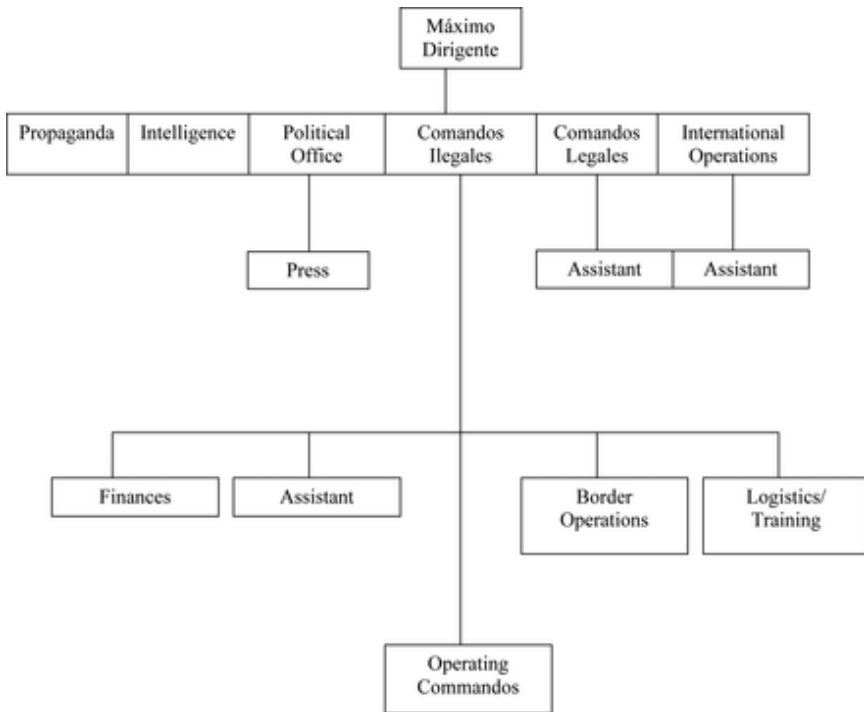 Máximo
Dirigente
Propaganda
Intelligence
Political
Office
Comandos
Ilegales
Comandos
Legales
International
Operations
Press
Assistant
Assistant
Finances
Assistant
Border
Operations
Logistics/
Training
Operating
Commandos